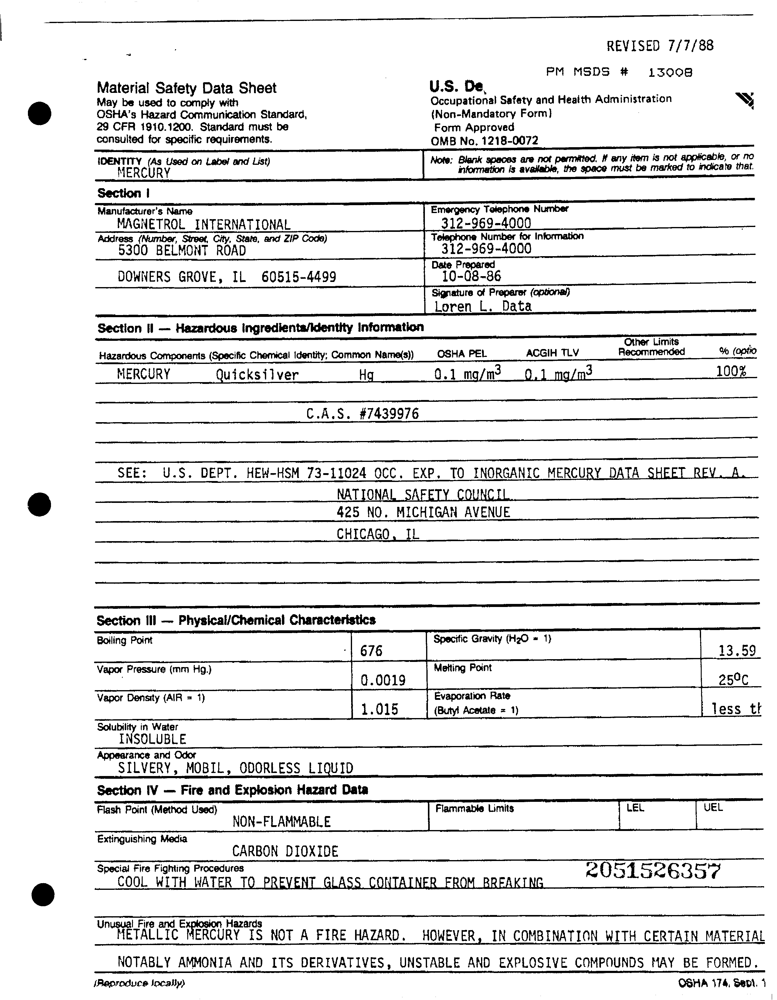 REVISED 7/7/88
PM MSDS # 13008
Material Safety Data Sheet
May be used to comply with
OSHA's Hazard Communication Standard,
29 CFR 1910.1200. Standard must be
consulted for specific requirements.
U.S. De
Occupational Safety and Health Administration
(Non-Mandatory Form)
Form Approved
OMB No. 1218-0072
IDENTITY (As Used on Label and List)
MERCURY
Note: Blank spaces are not permitted. If any item is not applicable, or no
information is available, the space must be marked to indicate that.
Section I
Manufacturer's Name
MAGNETROL INTERNATIONAL
Emergency Telephone Number
312-969-4000
Address (Number, Street, City, State, and ZIP Code)
5300 BELMONT ROAD
Telephone Number for Information
312-969-4000
DOWNERS GROVE, IL 60515-4499
Date Prepared
10-08-86
Signature of Preparer (optional)
Loren L. Data
Section II — Hazardous Ingredients/Identity Information
Hazardous Components (Specific Chemical Identity; Common Name(s)) OSHA PEL ACGIH TLV Other Limits Recommended % (optio
MERCURY Quicksilver Hg 0.1 mg/m3 0.1 mg/m3 100%
C.A.S. #7439976
SEE: U.S. DEPT. HEW-HSM 73-11024 OCC. EXP. TO INORGANIC MERCURY DATA SHEET REV. A.
NATIONAL SAFETY COUNCIL
425 NO. MICHIGAN AVENUE
CHICAGO, IL
Section III — Physical/Chemical Characteristics
Boiling Point 676 Specific Gravity (H2O = 1) 13.59
Vapor Pressure (mm Hg.) 0.0019 Melting Point 25ºC
Vapor Density (AIR = 1) 1.015 Evaporation Rate (Butyl Acetate = 1) less th
Solubility in Water
INSOLUBLE
Appearance and Odor
SILVERY, MOBIL, ODORLESS LIQUID
Section IV — Fire and Explosion Hazard Data
Flash Point (Method Used) NON-FLAMMABLE Flammable Limits LEL UEL
Extinguishing Media
CARBON DIOXIDE
Special Fire Fighting Procedures
COOL WITH WATER TO PREVENT GLASS CONTAINER FROM BREAKING
2051526357
Unusual Fire and Explosion Hazards
METALLIC MERCURY IS NOT A FIRE HAZARD. HOWEVER, IN COMBINATION WITH CERTAIN MATERIAL
NOTABLY AMMONIA AND ITS DERIVATIVES, UNSTABLE AND EXPLOSIVE COMPOUNDS MAY BE FORMED.
(Reproduce locally) OSHA 174, Sept. 1